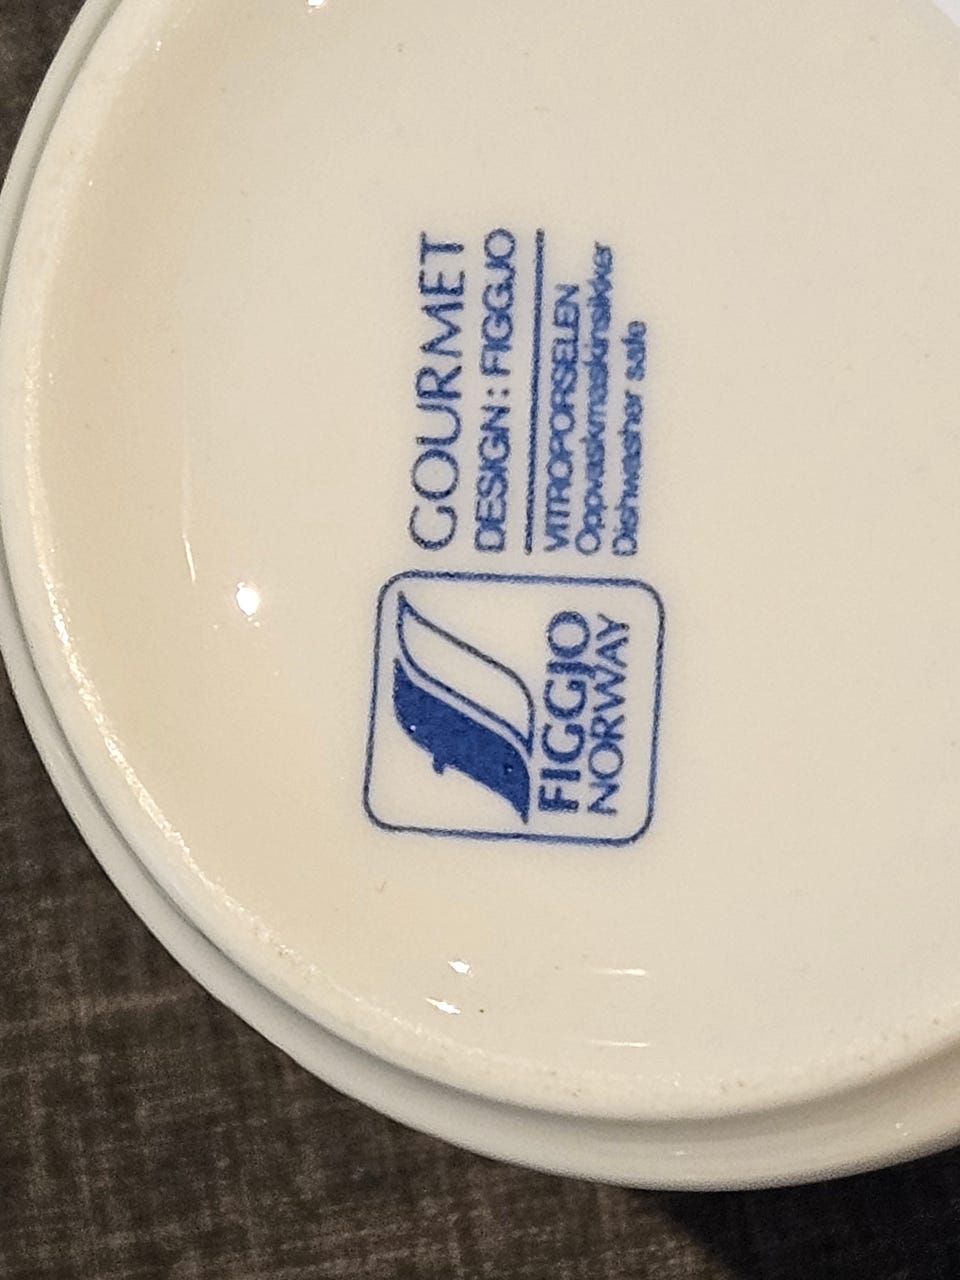 FIGGJO
NORWAY
GOURMET
DESIGN: FIGGJO
VITROPORSELEN
Oppvaskmaskinsikker
Dishwasher safe